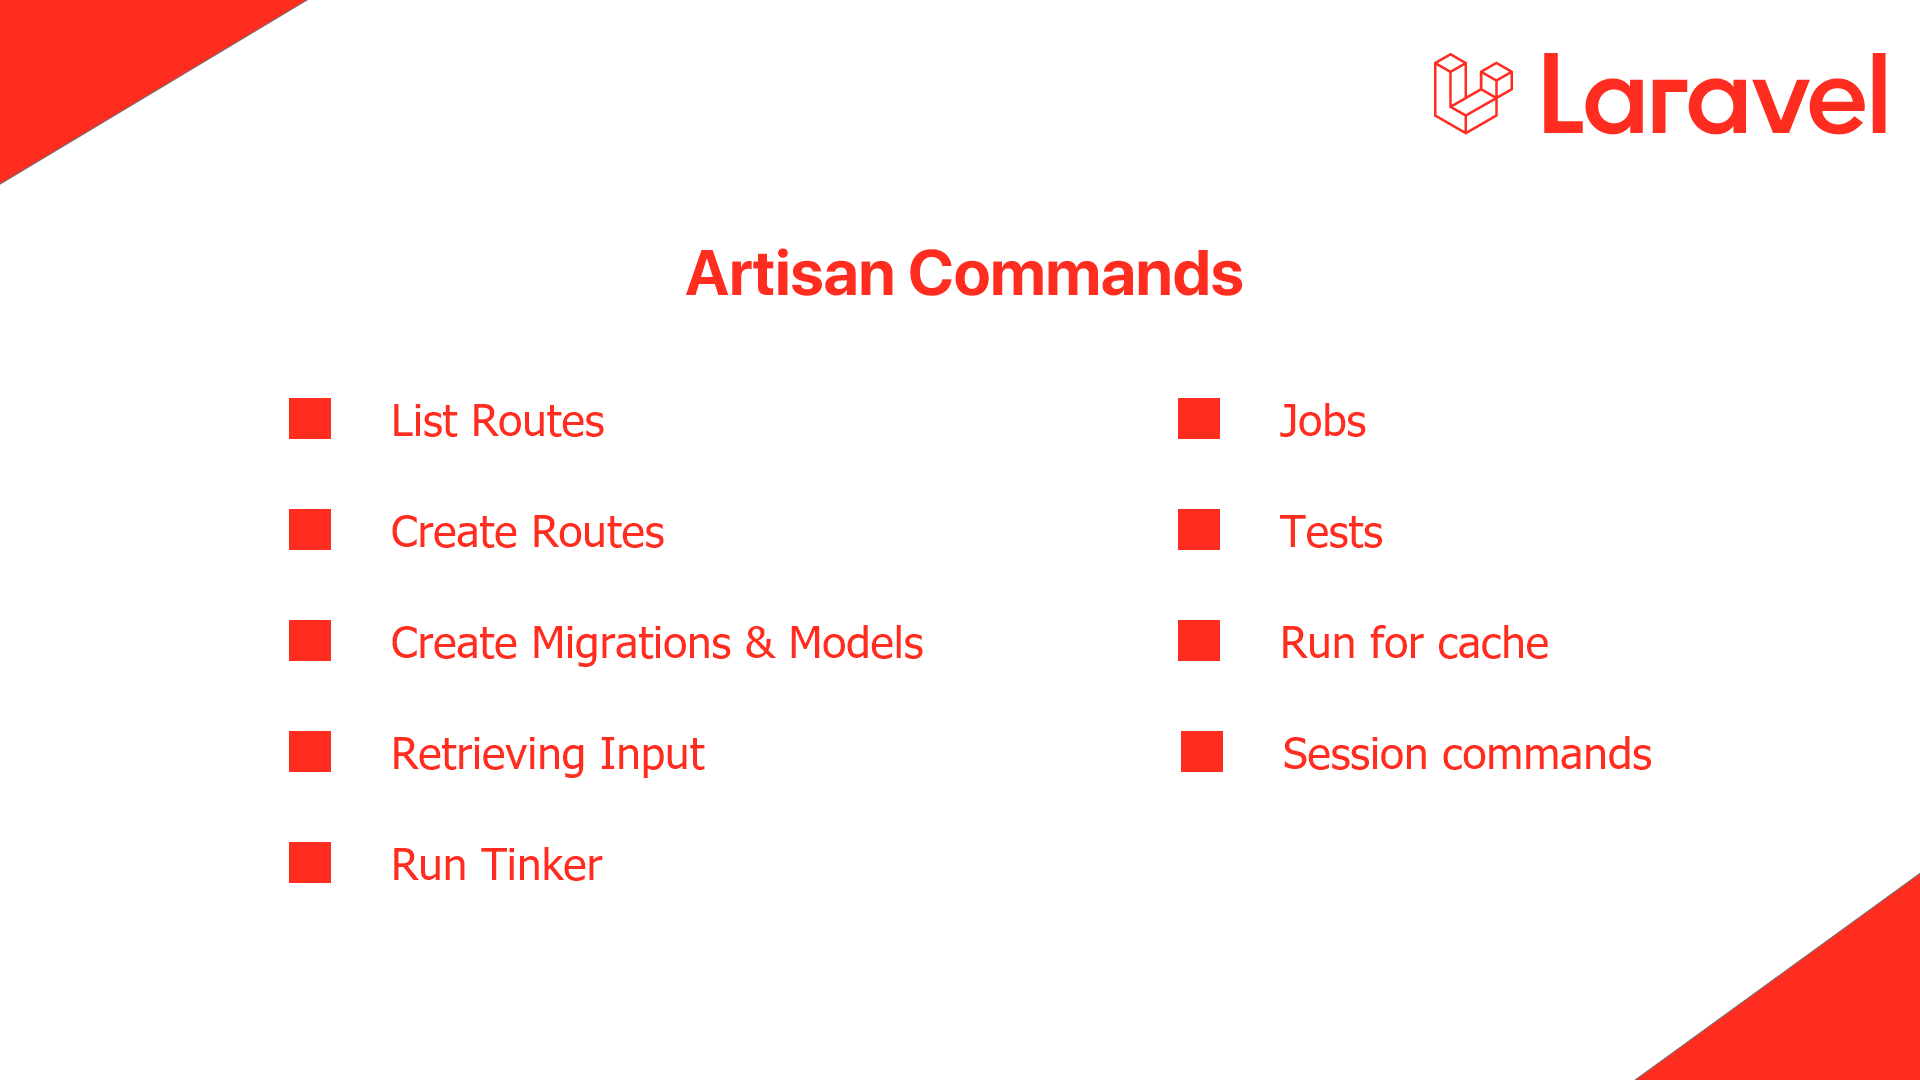 Laravel
Artisan Commands
List Routes
Create Routes
Create Migrations & Models
Retrieving Input
Run Tinker
Jobs
Tests
Run for cache
Session commands